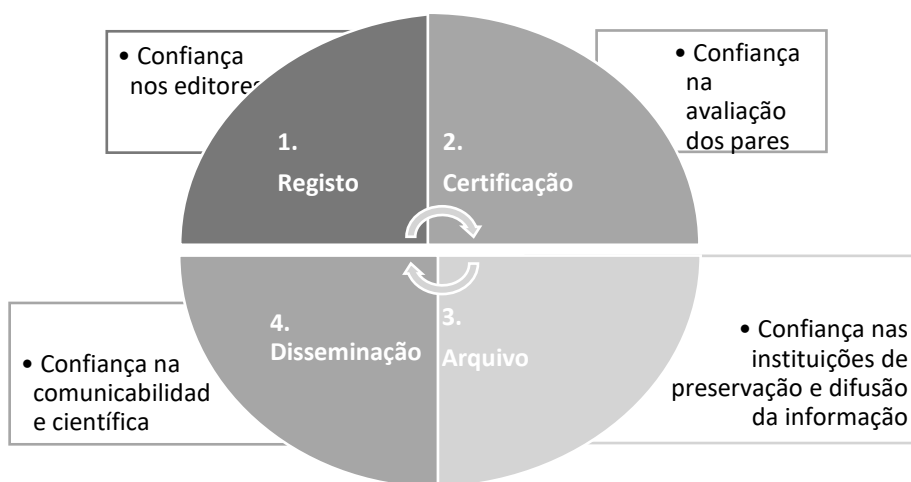 • Confiança
nos editores
1.
Registo
2.
Certificação
• Confiança
na
avaliação
dos pares
4.
Disseminação
3.
Arquivo
• Confiança na
comunicabilidad
e científica
• Confiança nas
instituições de
preservação e difusão
da informação